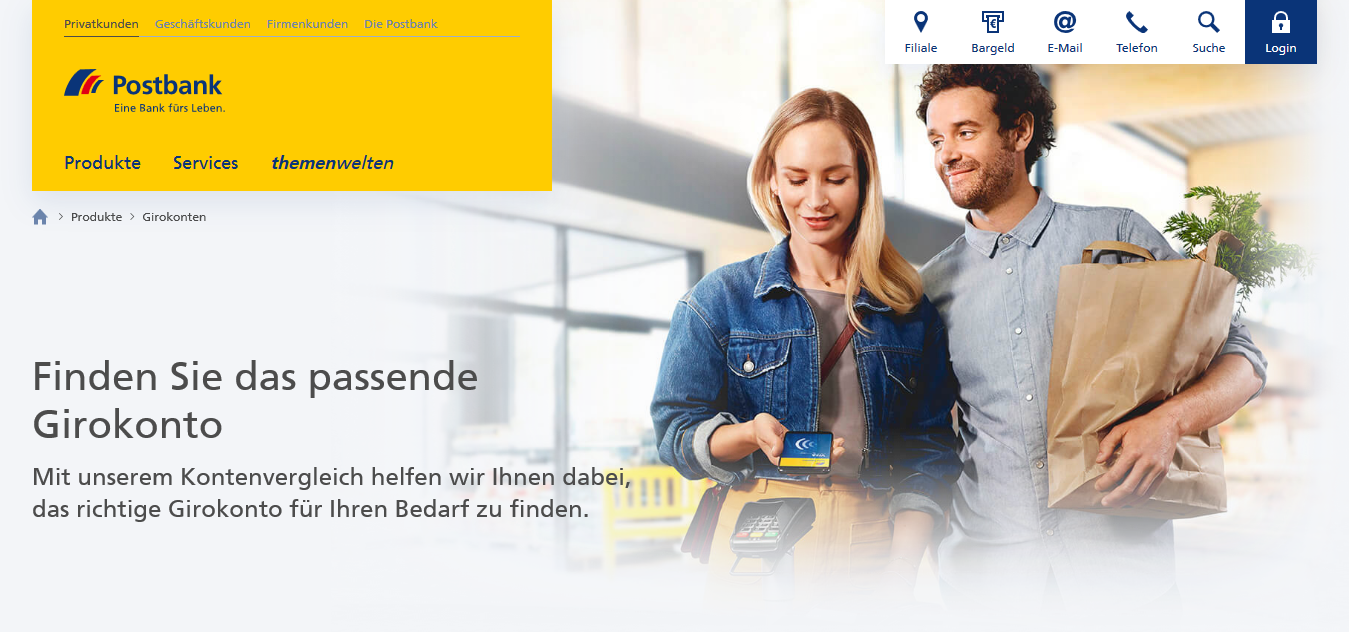 Privatkunden Geschäftskunden Firmenkunden Die Postbank
Filiale Bargeld E-Mail Telefon Suche Login
Postbank
Eine Bank fürs Leben.
Produkte Services themenwelten
Produkte Girokonten
Finden Sie das passende
Girokonto
Mit unserem Kontenvergleich helfen wir Ihnen dabei,
das richtige Girokonto für Ihren Bedarf zu finden.